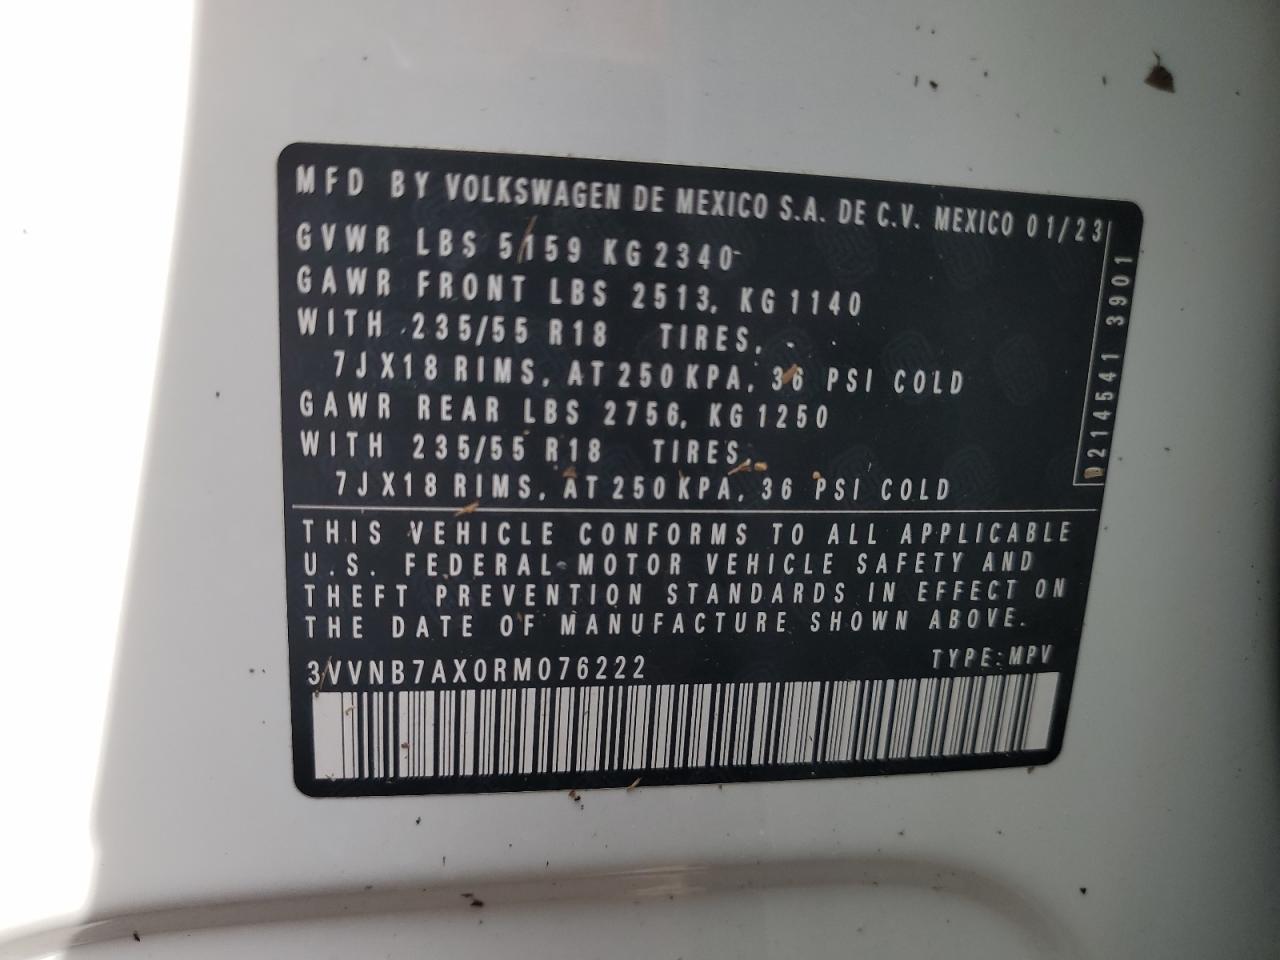 MFD BY VOLKSWAGEN DE MEXICO S.A. DE C.V. MEXICO 01/23
GVWR LBS 5159 KG 2340
GAWR FRONT LBS 2513, KG 1140
WITH 235/55 R18 TIRES,
7JX18 RIMS, AT 250 KPA, 36 PSI COLD
GAWR REAR LBS 2756, KG 1250
WITH 235/55 R18 TIRES,
7JX18 RIMS, AT 250 KPA, 36 PSI COLD
THIS VEHICLE CONFORMS TO ALL APPLICABLE
U.S. FEDERAL MOTOR VEHICLE SAFETY AND
THEFT PREVENTION STANDARDS IN EFFECT ON
THE DATE OF MANUFACTURE SHOWN ABOVE.
3VVNB7AX0RM076222
TYPE: MPV
0214541 3901